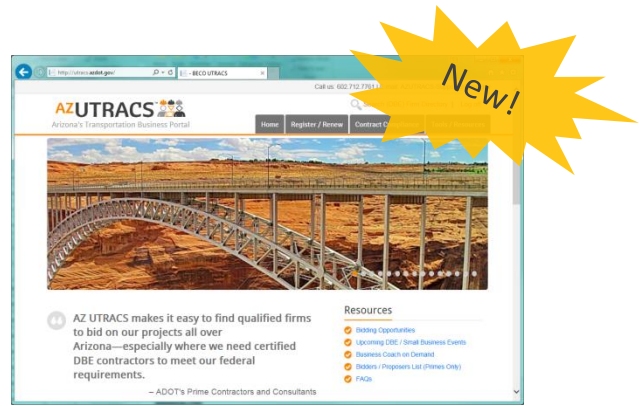 New!
http://utracs.azdot.gov/
BECO UTRACS
Call us 602.712.7761
AZUTRACS
Arizona's Transportation Business Portal
Home Register / Renew Contract
AZ UTRACS makes it easy to find qualified firms
to bid on our projects all over
Arizona—especially where we need certified
DBE contractors to meet our federal
requirements.
– ADOT's Prime Contractors and Consultants
Resources
Bidding Opportunities
Upcoming DBE / Small Business Events
Business Coach on Demand
Bidders / Proposers List (Primes Only)
FAQs